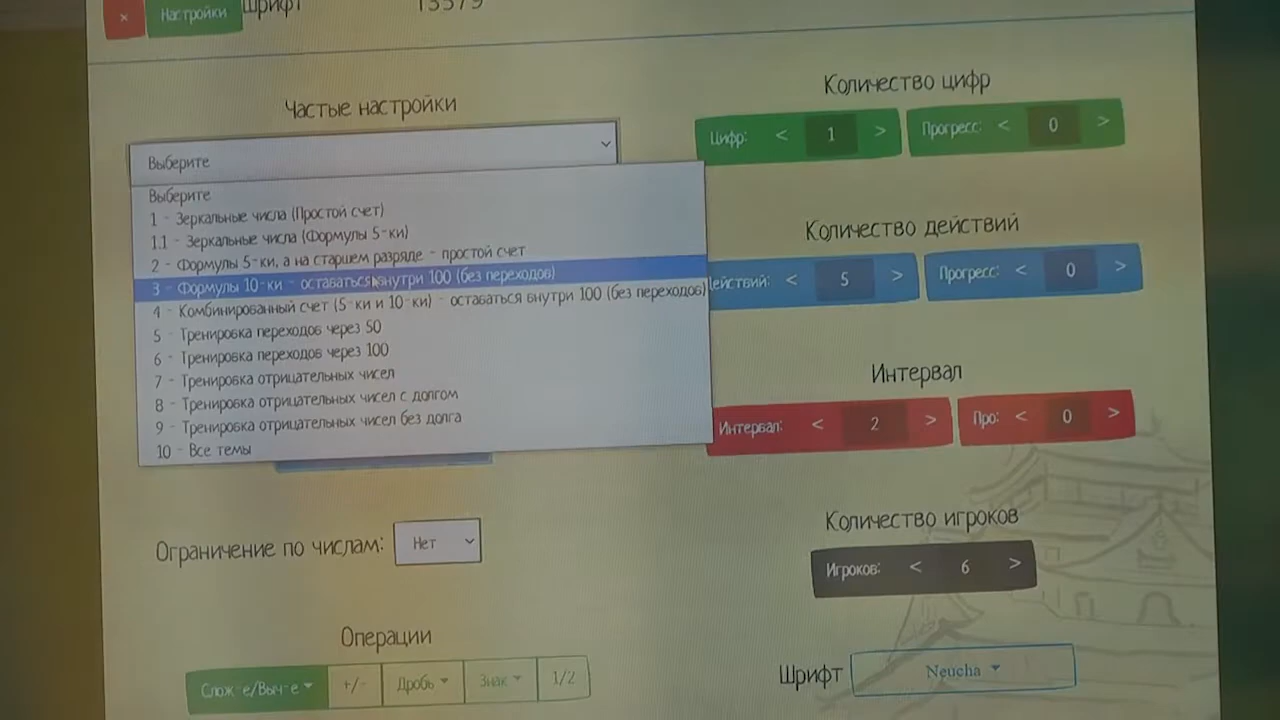 × Настройки Шрифт 13579
Частые настройки
Выберите
Выберите
1 - Зеркальные числа (Простой счет)
1.1 - Зеркальные числа (Формулы 5-ки)
2 - Формулы 5-ки, а на старшем разряде - простой счет
3 - Формулы 10-ки - оставаться внутри 100 (без переходов)
4 - Комбинированный счет (5-ки и 10-ки) - оставаться внутри 100 (без переходов)
5 - Тренировка переходов через 50
6 - Тренировка переходов через 100
7 - Тренировка отрицательных чисел
8 - Тренировка отрицательных чисел с долгом
9 - Тренировка отрицательных чисел без долга
10 - Все темы
Ограничение по числам: Нет
Операции
Слож-е/Выч-е +/- Дробь Знак 1/2
Количество цифр
Цифр: < 1 > Прогресс: < 0 >
Количество действий
действий: < 5 > Прогресс: < 0 >
Интервал
Интервал: < 2 > Про: < 0 >
Количество игроков
Игроков: < 6 >
Шрифт Neucha